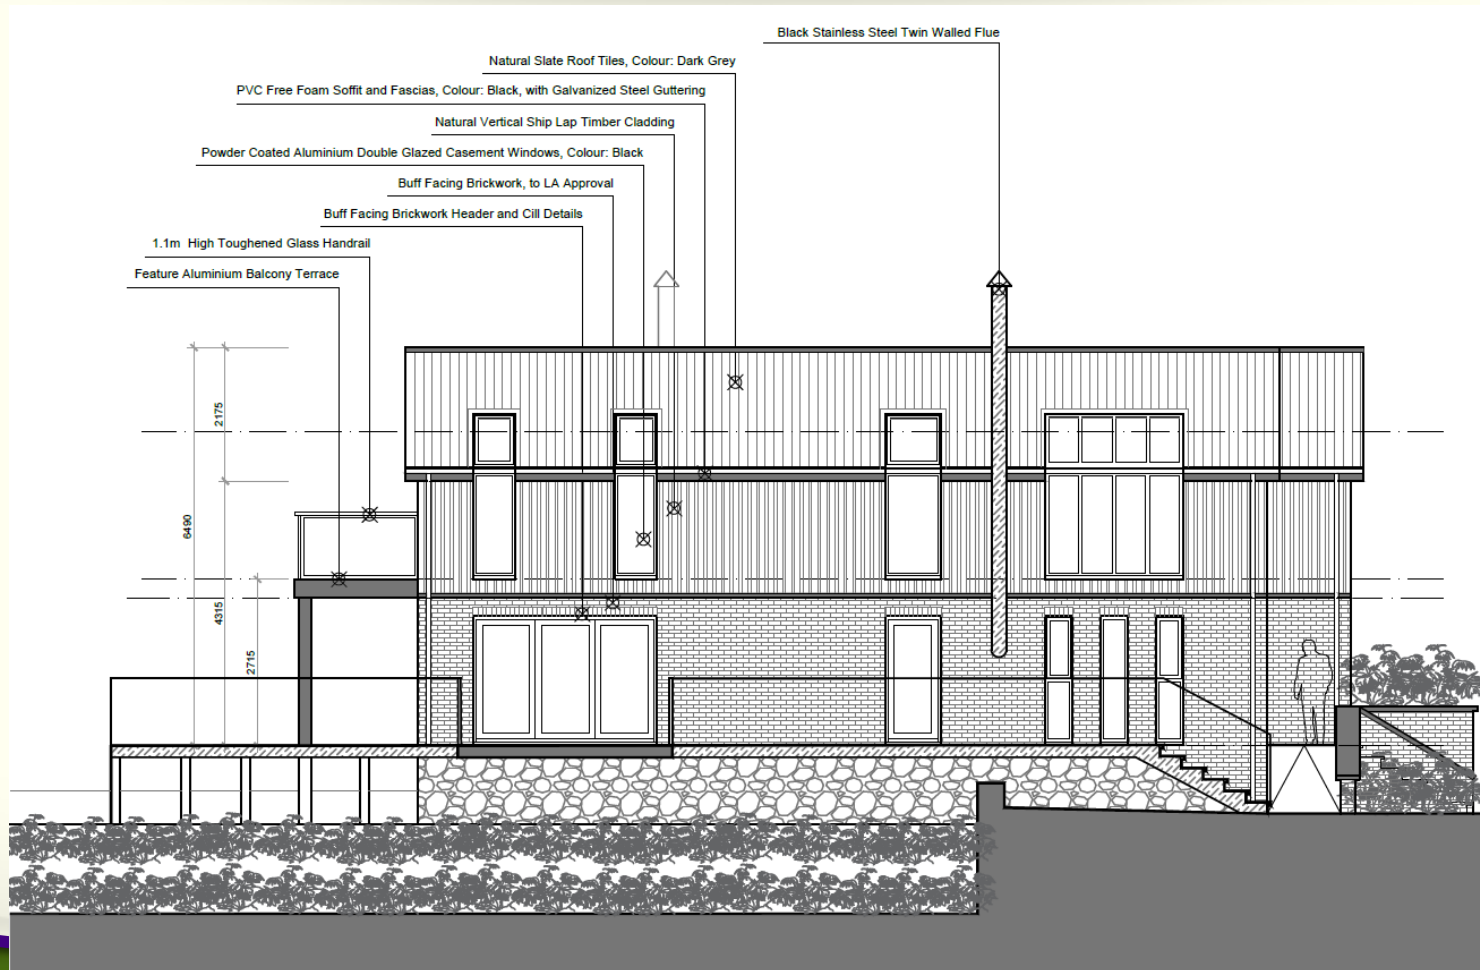 Black Stainless Steel Twin Walled Flue
Natural Slate Roof Tiles, Colour: Dark Grey
PVC Free Foam Soffit and Fascias, Colour: Black, with Galvanized Steel Guttering
Natural Vertical Ship Lap Timber Cladding
Powder Coated Aluminium Double Glazed Casement Windows, Colour: Black
Buff Facing Brickwork, to LA Approval
Buff Facing Brickwork Header and Cill Details
1.1m High Toughened Glass Handrail
Feature Aluminium Balcony Terrace
2175
6490
4315
2715